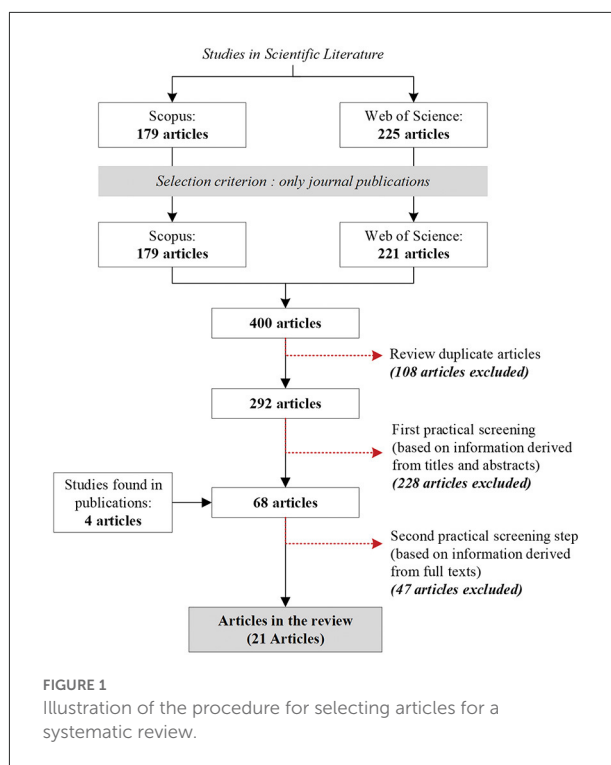 Studies in Scientific Literature
Scopus:
179 articles
Web of Science:
225 articles
Selection criterion : only journal publications
Scopus:
179 articles
Web of Science:
221 articles
400 articles
Review duplicate articles
(108 articles excluded)
292 articles
First practical screening
(based on information derived
from titles and abstracts)
(228 articles excluded)
Studies found in
publications:
4 articles
68 articles
Second practical screening step
(based on information derived
from full texts)
(47 articles excluded)
Articles in the review
(21 Articles)
FIGURE 1
Illustration of the procedure for selecting articles for a
systematic review.